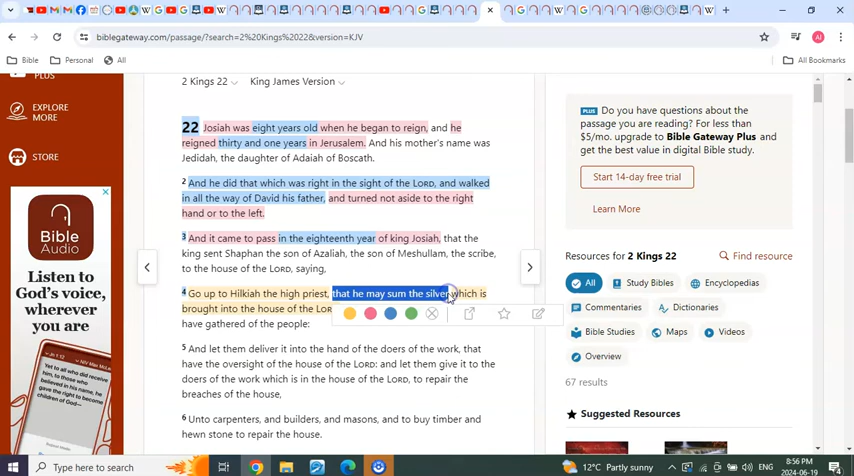 biblegateway.com/passage/?search=2%20Kings%2022&version=KJV
Bible
Personal
All
All Bookmarks
PLUS
EXPLORE
MORE
STORE
Bible
Audio
Listen to
God's voice,
wherever
you are
2 Kings 22
King James Version
22 Josiah was eight years old when he began to reign, and he
reigned thirty and one years in Jerusalem. And his mother's name was
Jedidah, the daughter of Adaiah of Boscath.
2 And he did that which was right in the sight of the LORD, and walked
in all the way of David his father, and turned not aside to the right
hand or to the left.
3 And it came to pass in the eighteenth year of king Josiah, that the
king sent Shaphan the son of Azaliah, the son of Meshullam, the scribe,
to the house of the LORD, saying,
4 Go up to Hilkiah the high priest, that he may sum the silver which is
brought into the house of the LOR
have gathered of the people:
5 And let them deliver it into the hand of the doers of the work, that
have the oversight of the house of the LORD: and let them give it to the
doers of the work which is in the house of the LORD, to repair the
breaches of the house,
6 Unto carpenters, and builders, and masons, and to buy timber and
hewn stone to repair the house.
PLUS Do you have questions about the
passage you are reading? For less than
$5/mo. upgrade to Bible Gateway Plus and
get the best value in digital Bible study.
Start 14-day free trial
Learn More
Resources for 2 Kings 22
Find resource
All
Study Bibles
Encyclopedias
Commentaries
Dictionaries
Bible Studies
Maps
Videos
Overview
67 results
Suggested Resources
Type here to search
12°C Partly sunny
ENG
8:56 PM
2024-06-19